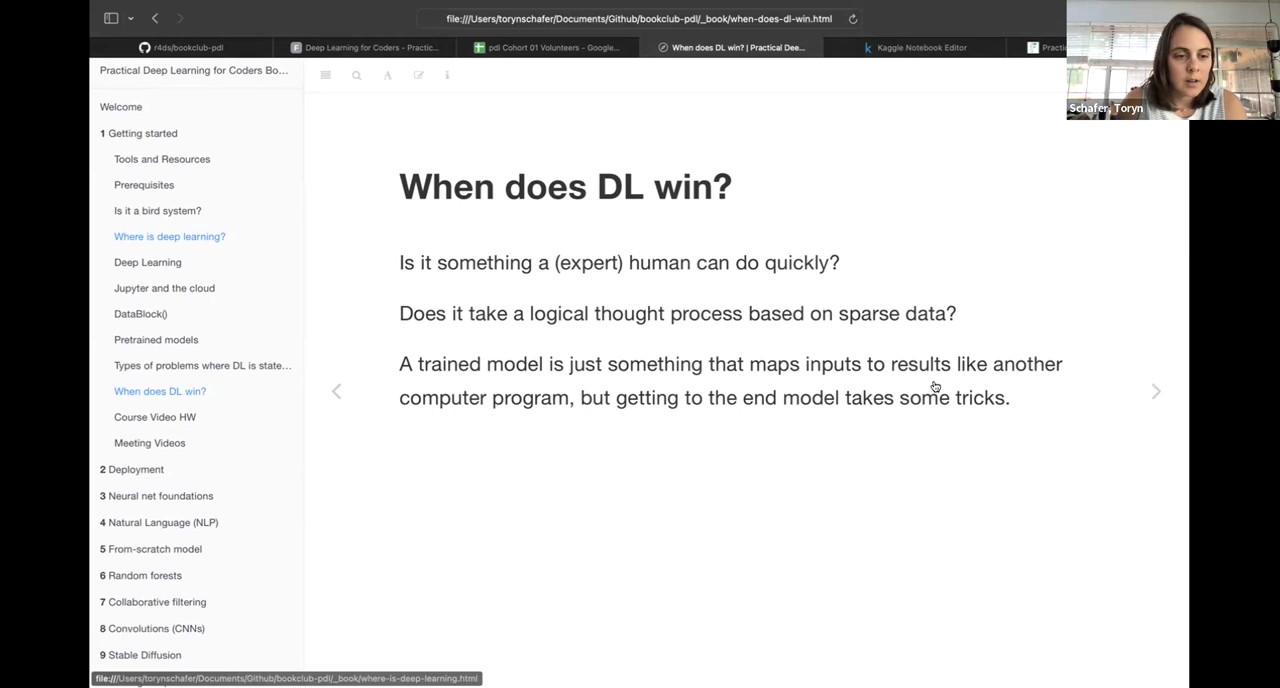 file:///Users/torynschafer/Documents/Github/bookclub-pdl/_book/when-does-dl-win.html
r4ds/bookclub-pdl
Deep Learning for Coders - Practic...
pdl Cohort 01 Volunteers - Google...
When does DL win? | Practical Dee...
Kaggle Notebook Editor
Practi
Schafer, Toryn
Practical Deep Learning for Coders Bo...
Welcome
1 Getting started
Tools and Resources
Prerequisites
Is it a bird system?
Where is deep learning?
Deep Learning
Jupyter and the cloud
DataBlock()
Pretrained models
Types of problems where DL is state...
When does DL win?
Course Video HW
Meeting Videos
2 Deployment
3 Neural net foundations
4 Natural Language (NLP)
5 From-scratch model
6 Random forests
7 Collaborative filtering
8 Convolutions (CNNs)
9 Stable Diffusion
When does DL win?
Is it something a (expert) human can do quickly?
Does it take a logical thought process based on sparse data?
A trained model is just something that maps inputs to results like another
computer program, but getting to the end model takes some tricks.
file:///Users/torynschafer/Documents/Github/bookclub-pdl/_book/where-is-deep-learning.html